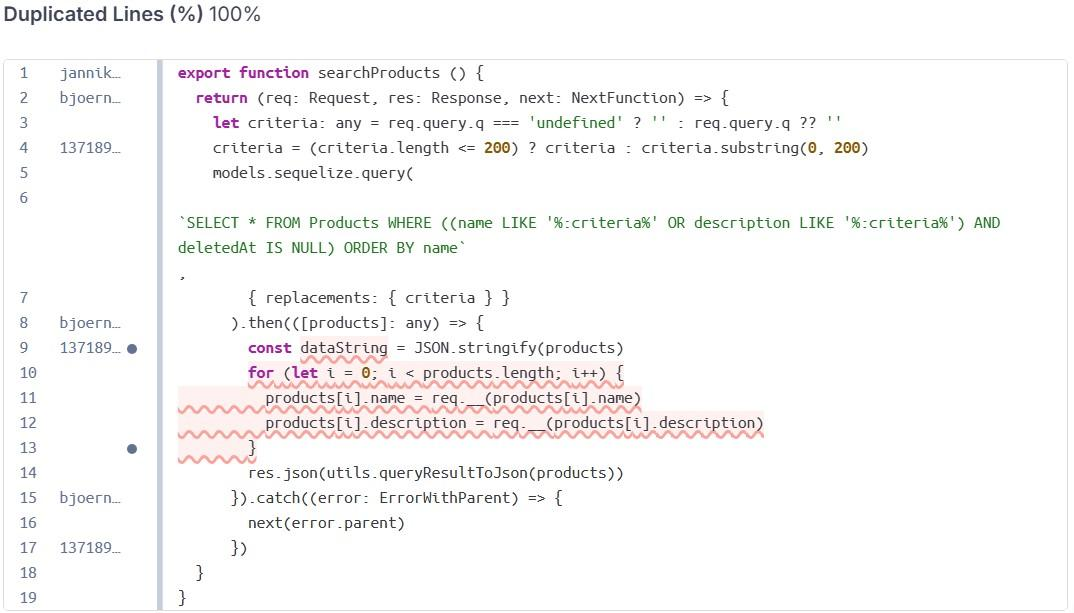 Duplicated Lines (%) 100%
1 jannik… export function searchProducts () {
2 bjoern… return (req: Request, res: Response, next: NextFunction) => {
3 let criteria: any = req.query.q === 'undefined' ? '' : req.query.q ?? ''
4 137189… criteria = (criteria.length <= 200) ? criteria : criteria.substring(0, 200)
5 models.sequelize.query(
6
`SELECT * FROM Products WHERE ((name LIKE '%:criteria%' OR description LIKE '%:criteria%') AND
deletedAt IS NULL) ORDER BY name`
,
7 { replacements: { criteria } }
8 bjoern… ).then(([products]: any) => {
9 137189… const dataString = JSON.stringify(products)
10 for (let i = 0; i < products.length; i++) {
11 products[i].name = req.__(products[i].name)
12 products[i].description = req.__(products[i].description)
13 }
14 res.json(utils.queryResultToJson(products))
15 bjoern… }).catch((error: ErrorWithParent) => {
16 next(error.parent)
17 137189… })
18 }
19 }